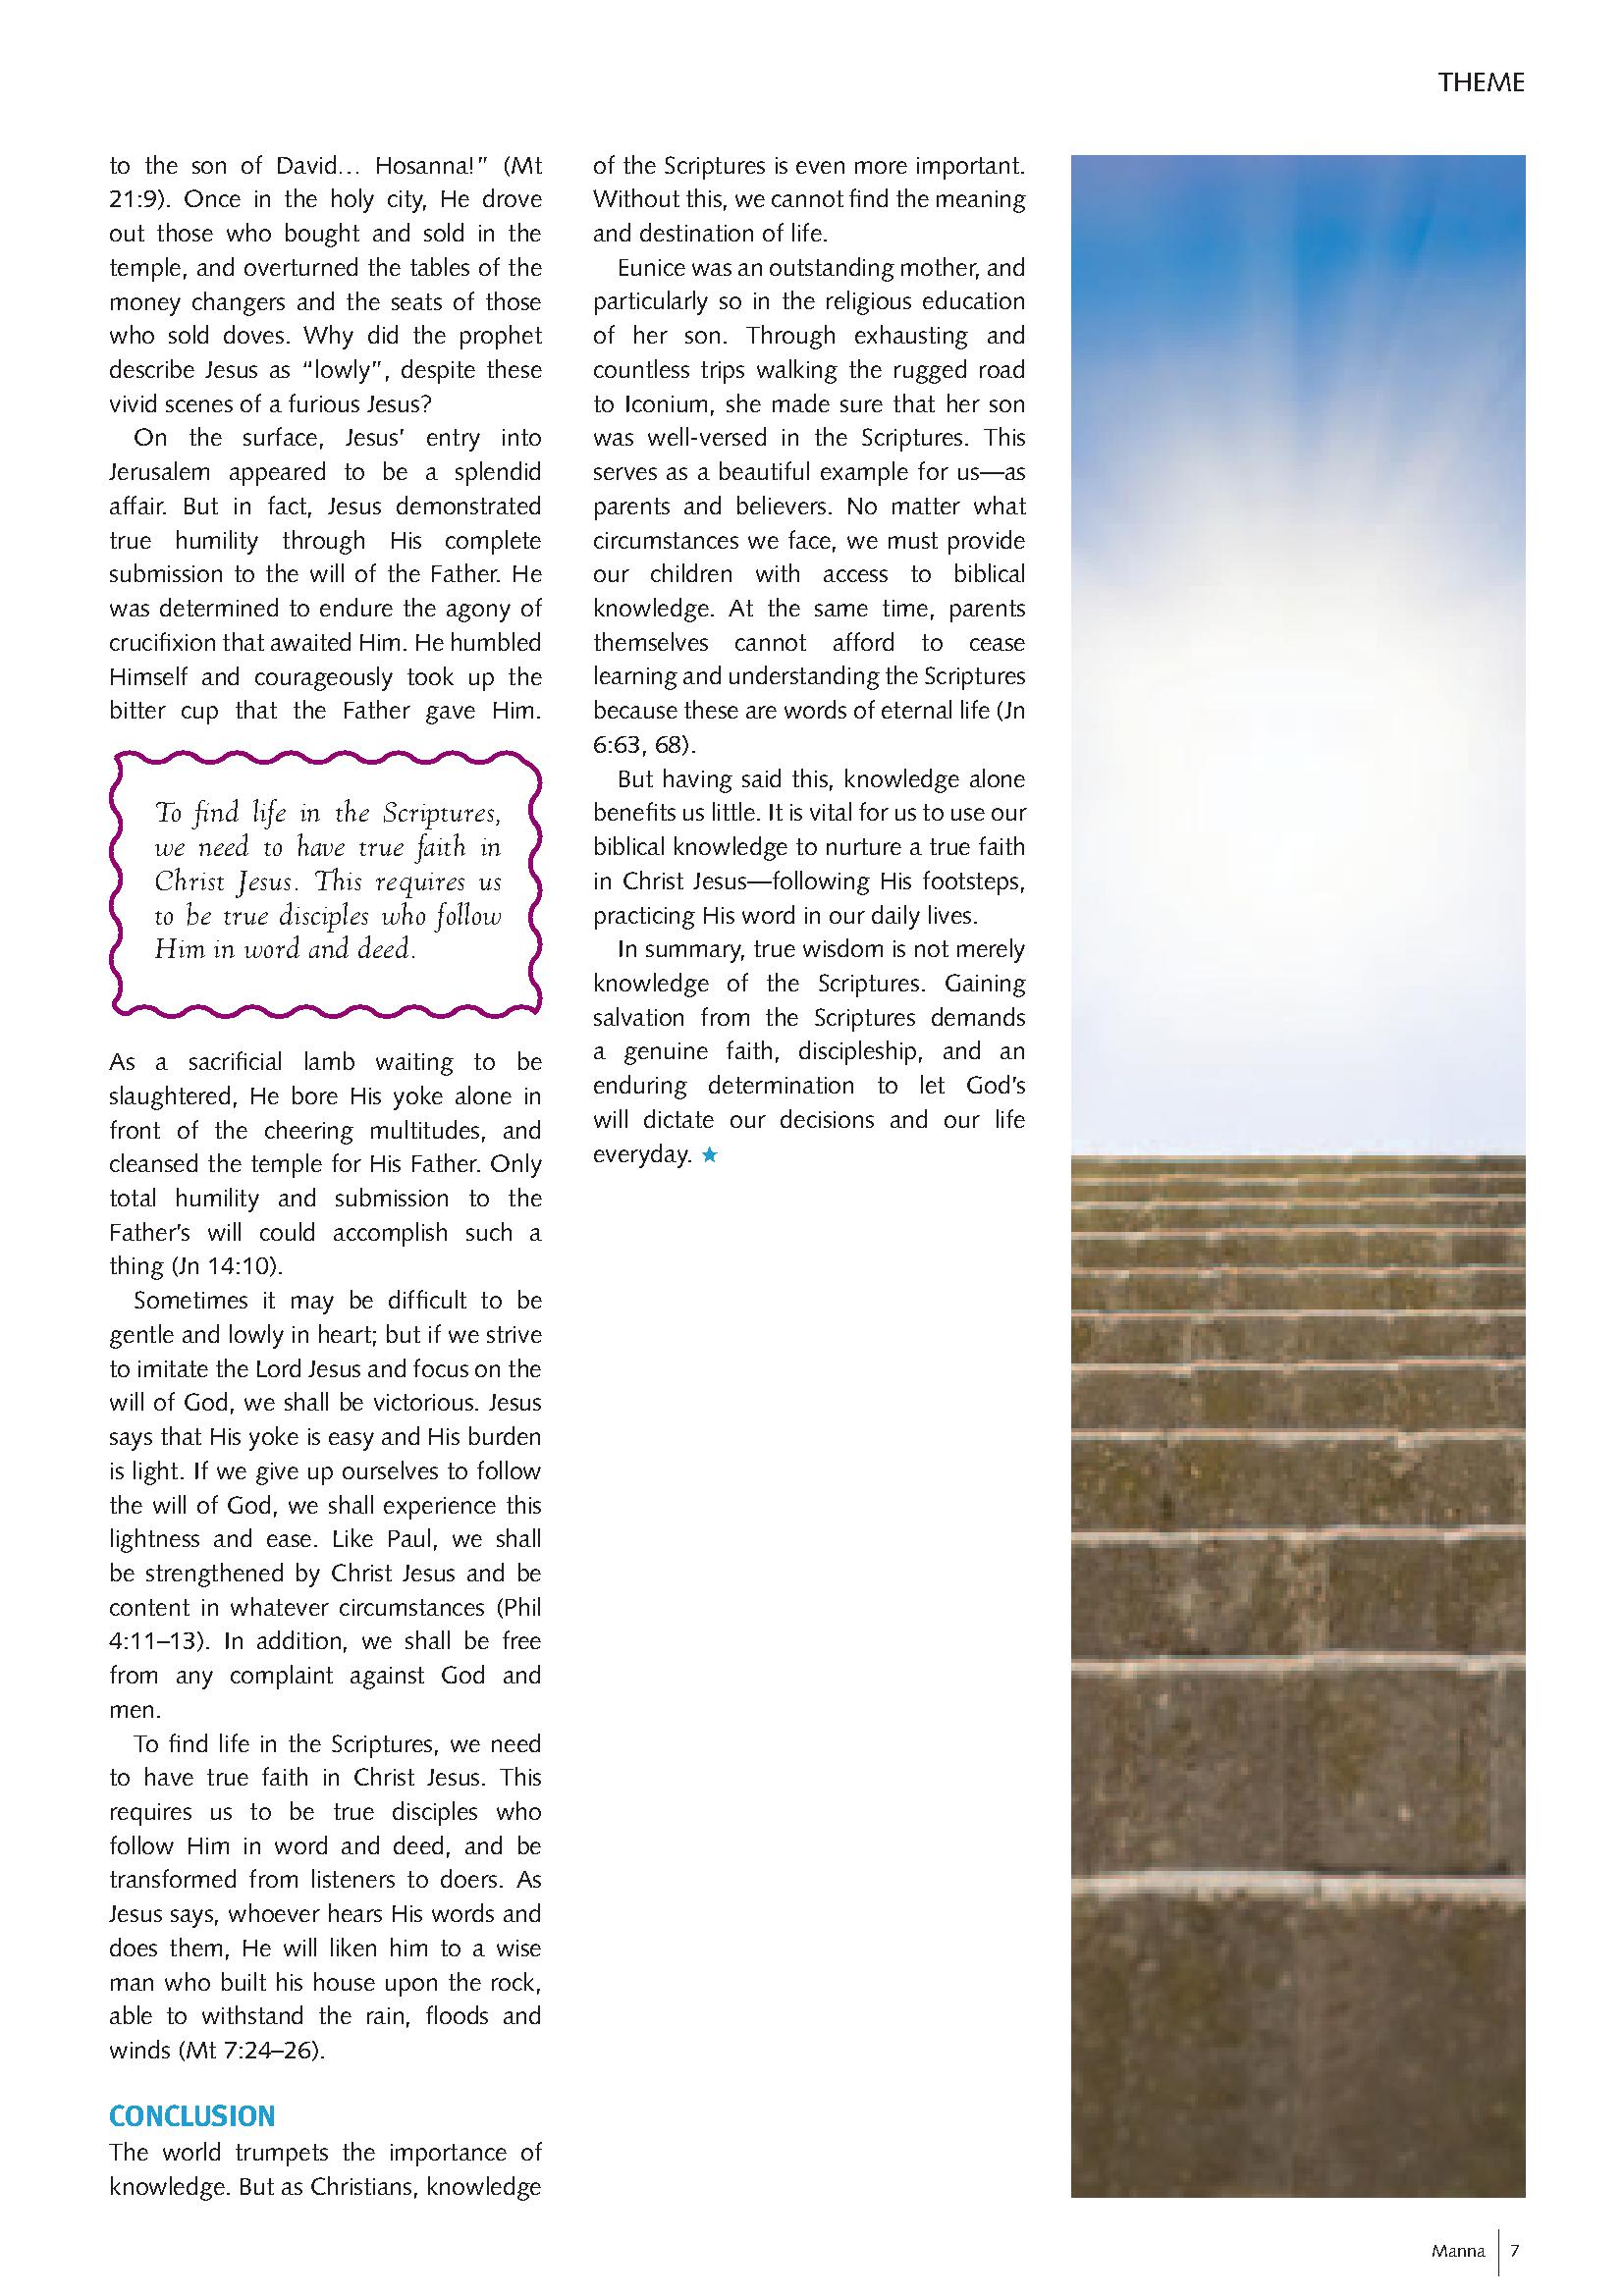 THEME
to the son of David… Hosanna!” (Mt
21:9). Once in the holy city, He drove
out those who bought and sold in the
temple, and overturned the tables of the
money changers and the seats of those
who sold doves. Why did the prophet
describe Jesus as “lowly”, despite these
vivid scenes of a furious Jesus?
On the surface, Jesus’ entry into
Jerusalem appeared to be a splendid
affair. But in fact, Jesus demonstrated
true humility through His complete
submission to the will of the Father. He
was determined to endure the agony of
crucifixion that awaited Him. He humbled
Himself and courageously took up the
bitter cup that the Father gave Him.
To find life in the Scriptures,
we need to have true faith in
Christ Jesus. This requires us
to be true disciples who follow
Him in word and deed.
As a sacrificial lamb waiting to be
slaughtered, He bore His yoke alone in
front of the cheering multitudes, and
cleansed the temple for His Father. Only
total humility and submission to the
Father’s will could accomplish such a
thing (Jn 14:10).
Sometimes it may be difficult to be
gentle and lowly in heart; but if we strive
to imitate the Lord Jesus and focus on the
will of God, we shall be victorious. Jesus
says that His yoke is easy and His burden
is light. If we give up ourselves to follow
the will of God, we shall experience this
lightness and ease. Like Paul, we shall
be strengthened by Christ Jesus and be
content in whatever circumstances (Phil
4:11–13). In addition, we shall be free
from any complaint against God and
men.
To find life in the Scriptures, we need
to have true faith in Christ Jesus. This
requires us to be true disciples who
follow Him in word and deed, and be
transformed from listeners to doers. As
Jesus says, whoever hears His words and
does them, He will liken him to a wise
man who built his house upon the rock,
able to withstand the rain, floods and
winds (Mt 7:24–26).
CONCLUSION
The world trumpets the importance of
knowledge. But as Christians, knowledge
of the Scriptures is even more important.
Without this, we cannot find the meaning
and destination of life.
Eunice was an outstanding mother, and
particularly so in the religious education
of her son. Through exhausting and
countless trips walking the rugged road
to Iconium, she made sure that her son
was well-versed in the Scriptures. This
serves as a beautiful example for us—as
parents and believers. No matter what
circumstances we face, we must provide
our children with access to biblical
knowledge. At the same time, parents
themselves cannot afford to cease
learning and understanding the Scriptures
because these are words of eternal life (Jn
6:63, 68).
But having said this, knowledge alone
benefits us little. It is vital for us to use our
biblical knowledge to nurture a true faith
in Christ Jesus—following His footsteps,
practicing His word in our daily lives.
In summary, true wisdom is not merely
knowledge of the Scriptures. Gaining
salvation from the Scriptures demands
a genuine faith, discipleship, and an
enduring determination to let God’s
will dictate our decisions and our life
everyday. ★
Manna 7